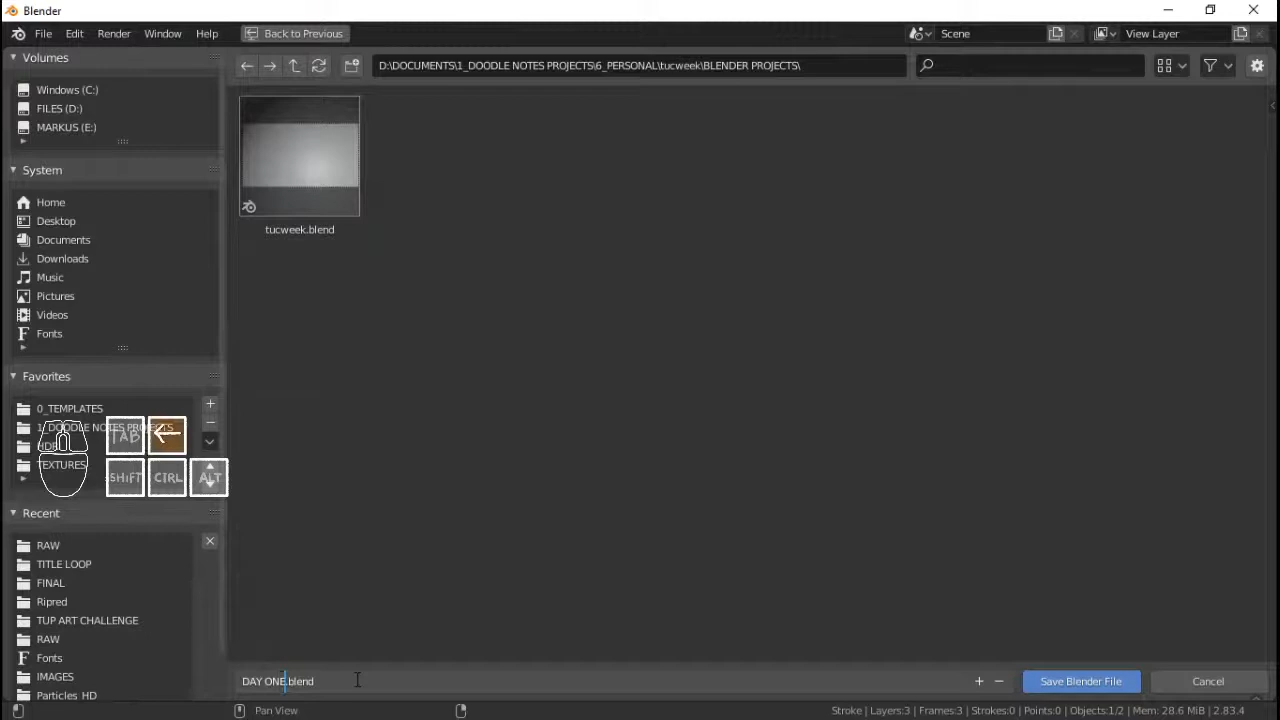 Blender
File Edit Render Window Help Back to Previous Scene View Layer
Volumes
D:\DOCUMENTS\1_DOODLE NOTES PROJECTS\6_PERSONAL\tucweek\BLENDER PROJECTS\
Windows (C:)
FILES (D:)
MARKUS (E:)
System
Home
Desktop
Documents
Downloads
Music
Pictures
Videos
Fonts
tucweek.blend
Favorites
0_TEMPLATES
1_DOODLE NOTES PROJECTS
TEXTURES
TAB
SHIFT CTRL ALT
Recent
RAW
TITLE LOOP
FINAL
Ripred
TUP ART CHALLENGE
RAW
Fonts
IMAGES
Particles HD
DAY ONE.blend
Save Blender File Cancel
Pan View
Stroke | Layers:3 | Frames:3 | Strokes:0 | Points:0 | Objects:1/2 | Mem: 28.6 MiB | 2.83.4